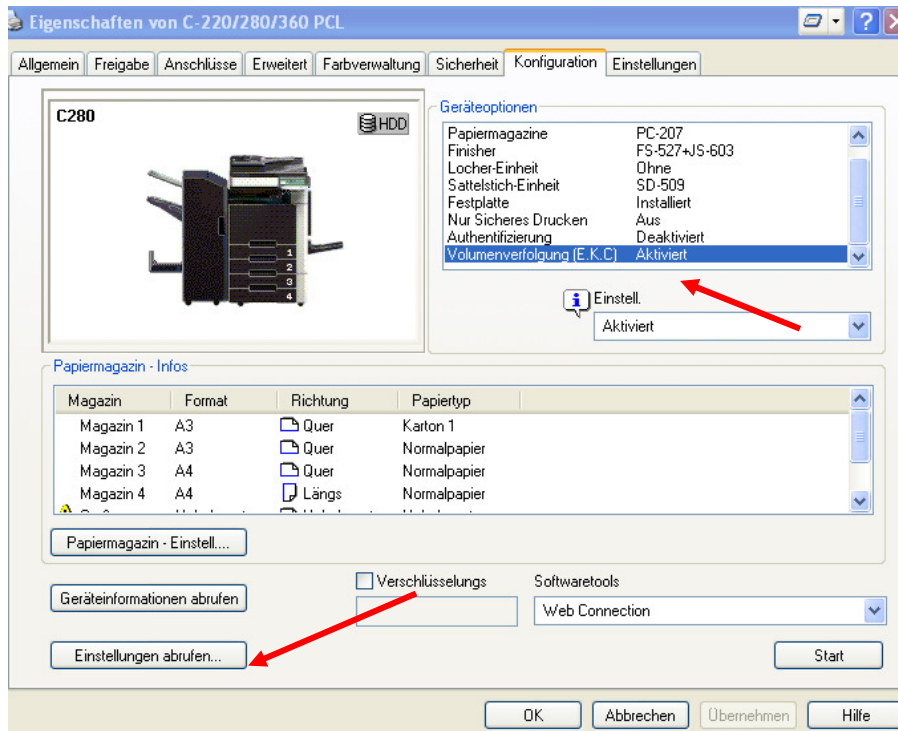 Eigenschaften von C-220/280/360 PCL
Allgemein Freigabe Anschlüsse Erweitert Farbverwaltung Sicherheit Konfiguration Einstellungen
C280
HDD
1
2
3
4
Geräteoptionen
Papiermagazine PC-207
Finisher FS-527+JS-603
Locher-Einheit Ohne
Sattelstich-Einheit SD-509
Festplatte Installiert
Nur Sicheres Drucken Aus
Authentifizierung Deaktiviert
Volumenverfolgung (E.K.C) Aktiviert
Einstell.
Aktiviert
Papiermagazin - Infos
Magazin Format Richtung Papiertyp
Magazin 1 A3 Quer Karton 1
Magazin 2 A3 Quer Normalpapier
Magazin 3 A4 Quer Normalpapier
Magazin 4 A4 Längs Normalpapier
Papiermagazin - Einstell....
Geräteinformationen abrufen
Verschlüsselungs
Softwaretools
Web Connection
Einstellungen abrufen...
Start
OK Abbrechen Übernehmen Hilfe